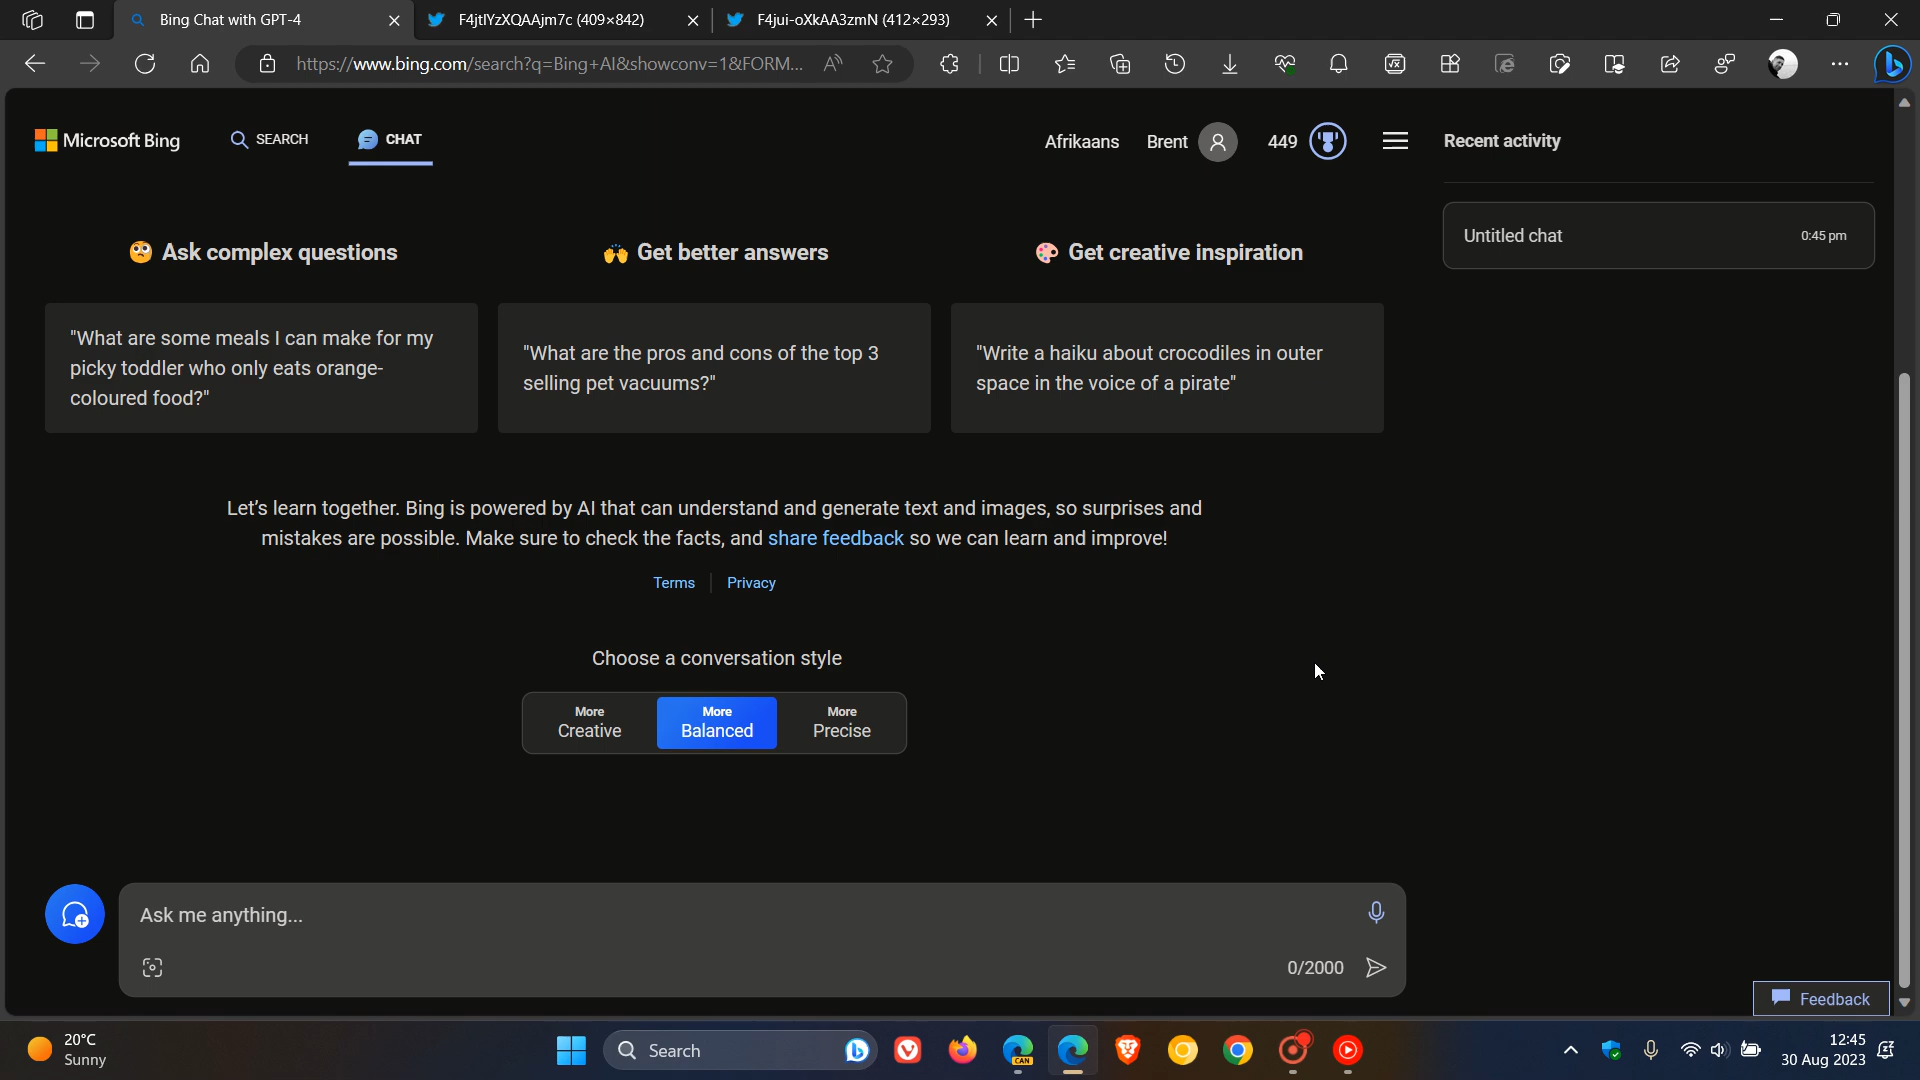 Bing Chat with GPT-4
F4jtlYzXQAAjm7c (409×842)
F4jui-oXkAA3zmN (412×293)
https://www.bing.com/search?q=Bing+AI&showconv=1&FORM...
Microsoft Bing
SEARCH
CHAT
Afrikaans
Brent
449
Recent activity
Untitled chat
0:45 pm
Ask complex questions
Get better answers
Get creative inspiration
"What are some meals I can make for my
picky toddler who only eats orange-
coloured food?"
"What are the pros and cons of the top 3
selling pet vacuums?"
"Write a haiku about crocodiles in outer
space in the voice of a pirate"
Let's learn together. Bing is powered by AI that can understand and generate text and images, so surprises and
mistakes are possible. Make sure to check the facts, and share feedback so we can learn and improve!
Terms
Privacy
Choose a conversation style
More
Creative
More
Balanced
More
Precise
Ask me anything...
0/2000
Feedback
20°C
Sunny
Search
CAN
12:45
30 Aug 2023